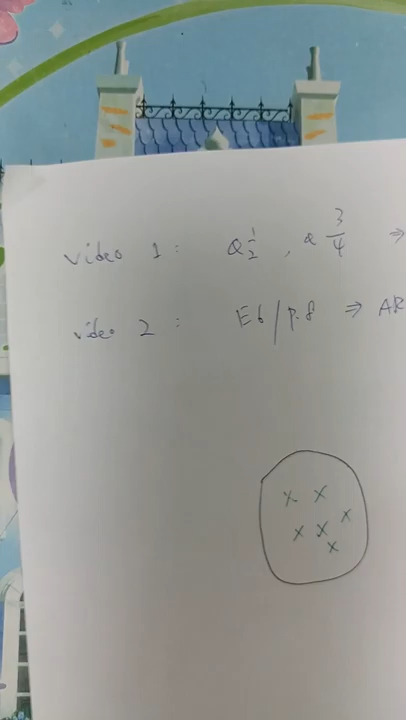 Video 1 : Q 1/2 , Q 3/4 ⇒
Video 2 : E6/P.8 ⇒ AR
x x
x x x
x